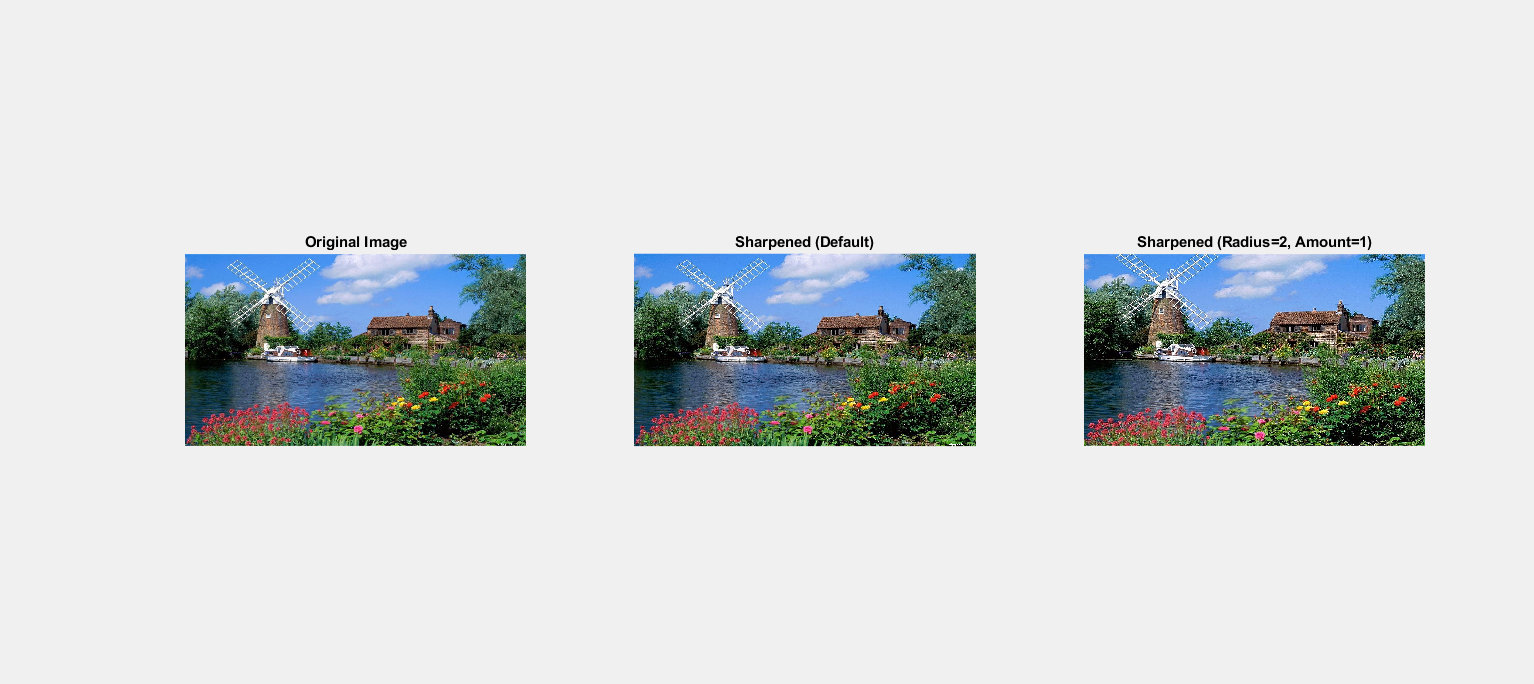 Original Image
Sharpened (Default)
Sharpened (Radius=2, Amount=1)